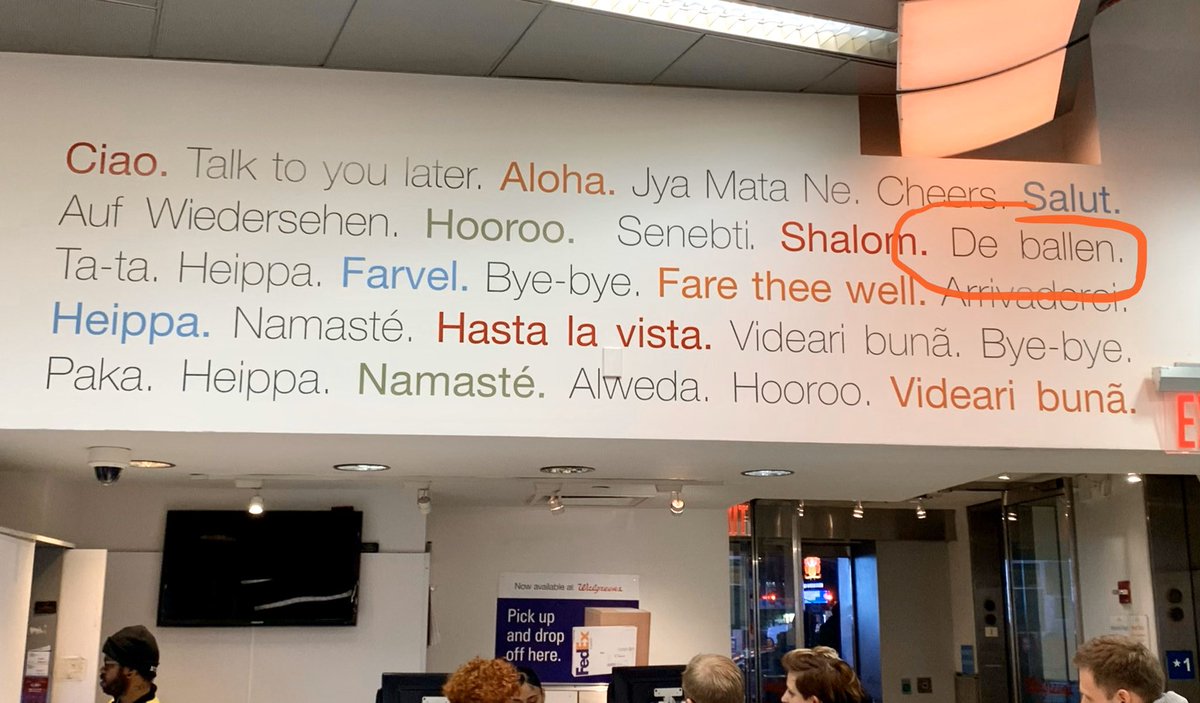 Ciao. Talk to you later. Aloha. Jya Mata Ne. Cheers. Salut.
Auf Wiedersehen. Hooroo. Senebti. Shalom. De ballen.
Ta-ta. Heippa. Farvel. Bye-bye. Fare thee well. Arrivaderei.
Heippa. Namasté. Hasta la vista. Videari bunã. Bye-bye.
Paka. Heippa. Namasté. Alweda. Hooroo. Videari bunã.
Now available at Walgreens
Pick up
and drop
off here.
FedEx
*1